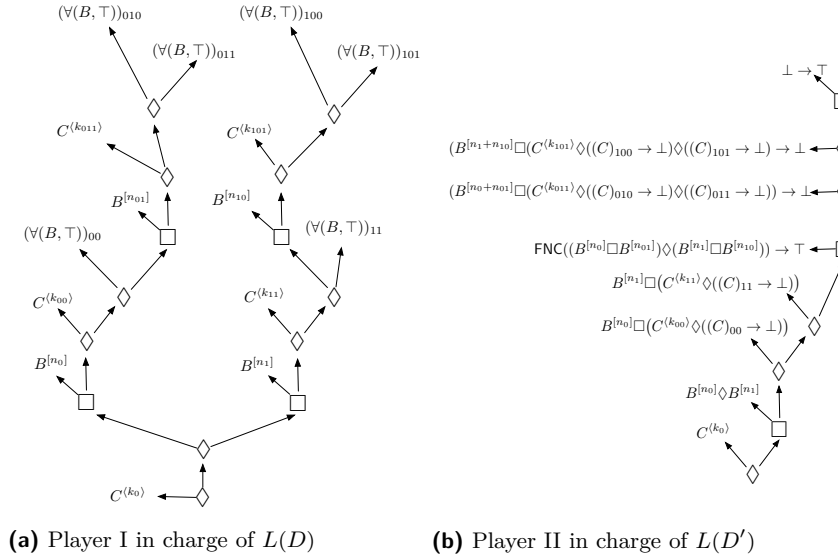 (∀(B, ⊤))₀₁₀ (∀(B, ⊤))₁₀₀
(∀(B, ⊤))₀₁₁ (∀(B, ⊤))₁₀₁
C^⟨k₀₁₁⟩ C^⟨k₁₀₁⟩
B^[n₀₁] B^[n₁₀]
(∀(B, ⊤))₀₀ (∀(B, ⊤))₁₁
C^⟨k₀₀⟩ C^⟨k₁₁⟩
B^[n₀] B^[n₁]
C^⟨k₀⟩
(a) Player I in charge of L(D)
⊥ → ⊤
(B^[n₁+n₁₀]□(C^⟨k₁₀₁⟩◊((C)₁₀₀ → ⊥)◊((C)₁₀₁ → ⊥) → ⊥
(B^[n₀+n₀₁]□(C^⟨k₀₁₁⟩◊((C)₀₁₀ → ⊥)◊((C)₀₁₁ → ⊥)) → ⊥
FNC((B^[n₀]□B^[n₀₁])◊(B^[n₁]□B^[n₁₀])) → ⊤
B^[n₁]□(C^⟨k₁₁⟩◊((C)₁₁ → ⊥))
B^[n₀]□(C^⟨k₀₀⟩◊((C)₀₀ → ⊥))
B^[n₀]◊B^[n₁]
C^⟨k₀⟩
(b) Player II in charge of L(D′)